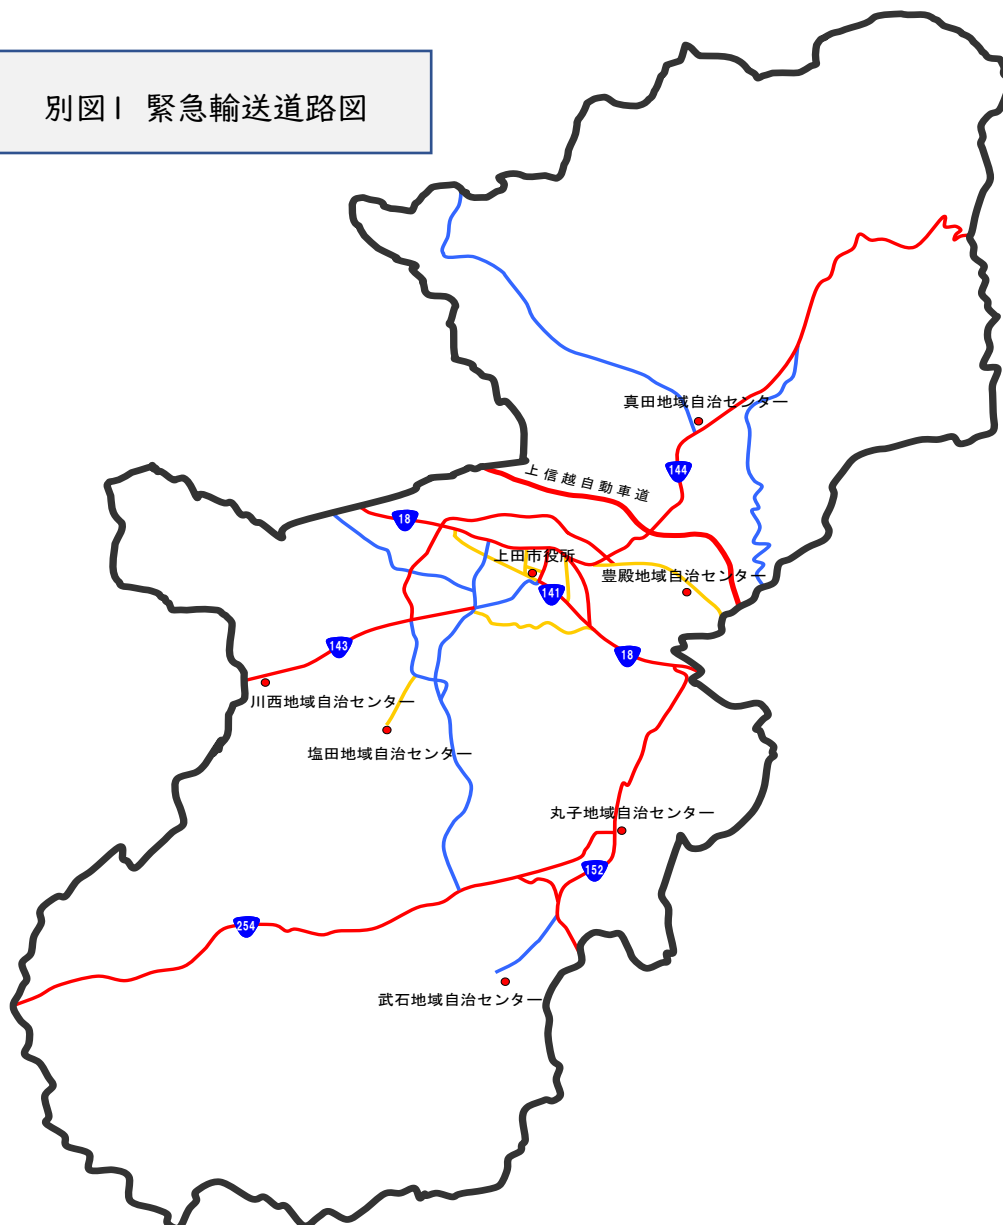 別図1 緊急輸送道路図
真田地域自治センター
144
上信越自動車道
18
上田市役所
豊殿地域自治センター
141
143
18
川西地域自治センター
塩田地域自治センター
丸子地域自治センター
152
254
武石地域自治センター